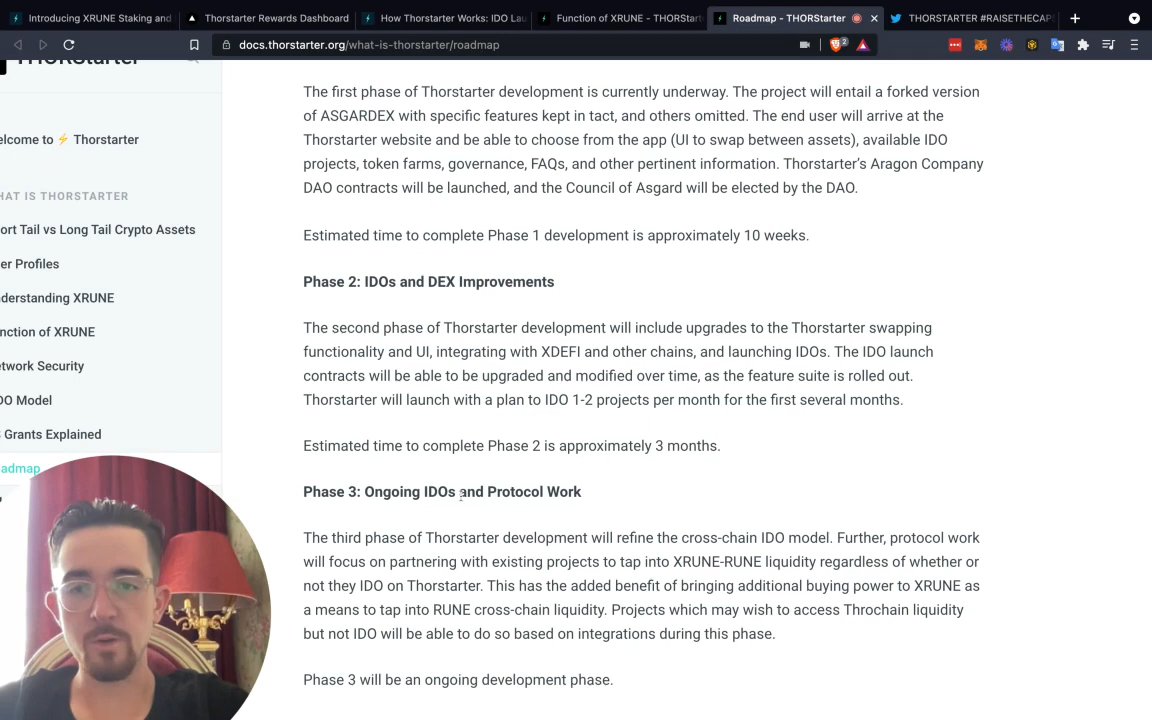 Introducing XRUNE Staking and
Thorstarter Rewards Dashboard
How Thorstarter Works: IDO Lau
Function of XRUNE - THORStart
Roadmap - THORStarter
THORSTARTER #RAISETHECAP
docs.thorstarter.org/what-is-thorstarter/roadmap
2
THORStarter
elcome to ⚡ Thorstarter
HAT IS THORSTARTER
ort Tail vs Long Tail Crypto Assets
er Profiles
derstanding XRUNE
nction of XRUNE
twork Security
DO Model
Grants Explained
admap
The first phase of Thorstarter development is currently underway. The project will entail a forked version
of ASGARDEX with specific features kept in tact, and others omitted. The end user will arrive at the
Thorstarter website and be able to choose from the app (UI to swap between assets), available IDO
projects, token farms, governance, FAQs, and other pertinent information. Thorstarter’s Aragon Company
DAO contracts will be launched, and the Council of Asgard will be elected by the DAO.
Estimated time to complete Phase 1 development is approximately 10 weeks.
Phase 2: IDOs and DEX Improvements
The second phase of Thorstarter development will include upgrades to the Thorstarter swapping
functionality and UI, integrating with XDEFI and other chains, and launching IDOs. The IDO launch
contracts will be able to be upgraded and modified over time, as the feature suite is rolled out.
Thorstarter will launch with a plan to IDO 1-2 projects per month for the first several months.
Estimated time to complete Phase 2 is approximately 3 months.
Phase 3: Ongoing IDOs and Protocol Work
The third phase of Thorstarter development will refine the cross-chain IDO model. Further, protocol work
will focus on partnering with existing projects to tap into XRUNE-RUNE liquidity regardless of whether or
not they IDO on Thorstarter. This has the added benefit of bringing additional buying power to XRUNE as
a means to tap into RUNE cross-chain liquidity. Projects which may wish to access Throchain liquidity
but not IDO will be able to do so based on integrations during this phase.
Phase 3 will be an ongoing development phase.